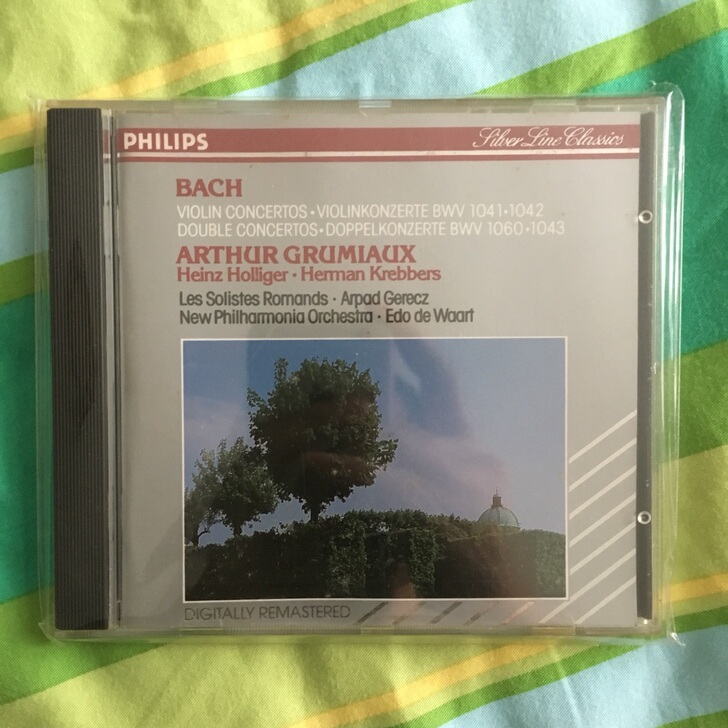 PHILIPS Silver Line Classics
BACH
VIOLIN CONCERTOS • VIOLINKONZERTE BWV 1041 • 1042
DOUBLE CONCERTOS • DOPPELKONZERTE BWV 1060 • 1043
ARTHUR GRUMIAUX
Heinz Holliger • Herman Krebbers
Les Solistes Romands • Arpad Gerecz
New Philharmonia Orchestra • Edo de Waart
DIGITALLY REMASTERED